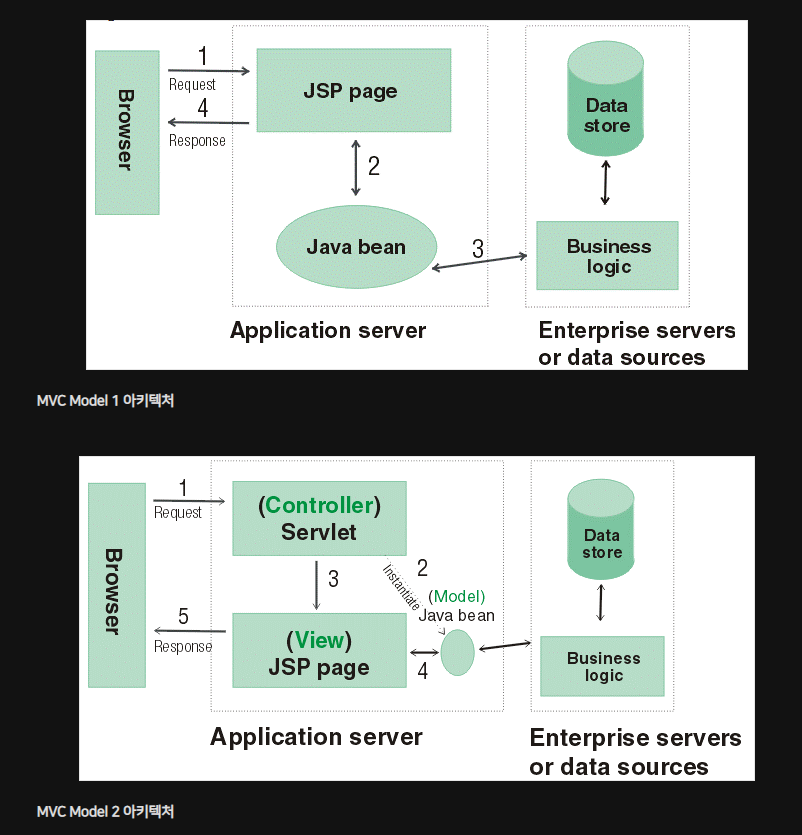 1
Request
4
Response
Browser
JSP page
2
Java bean
3
Data
store
Business
logic
Application server
Enterprise servers
or data sources
MVC Model 1 아키텍처
1
Request
5
Response
Browser
(Controller)
Servlet
3
2
Instantiate
(Model)
Java bean
(View)
JSP page
4
Data
store
Business
logic
Application server
Enterprise servers
or data sources
MVC Model 2 아키텍처